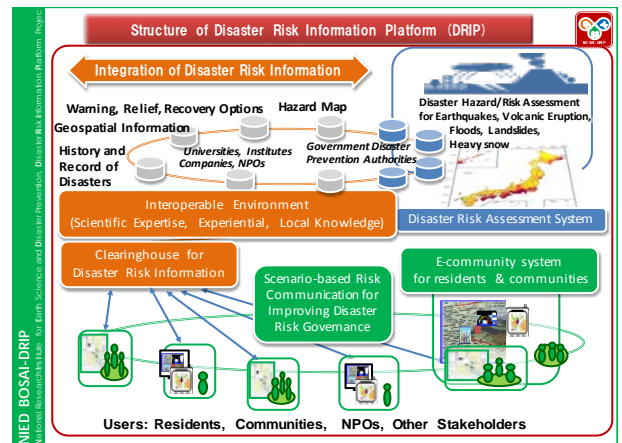 Structure of Disaster Risk Information Platform (DRIP)
BOSAI-DRIP
Integration of Disaster Risk Information
Warning, Relief, Recovery Options
Hazard Map
Geospatial Information
History and
Record of
Disasters
Universities, Institutes
Companies, NPOs
Government Disaster
Prevention Authorities
Disaster Hazard/Risk Assessment
for Earthquakes, Volcanic Eruption,
Floods, Landslides,
Heavy snow
Interoperable Environment
(Scientific Expertise, Experiential, Local Knowledge)
Disaster Risk Assessment System
Clearinghouse for
Disaster Risk Information
Scenario-based Risk
Communication for
Improving Disaster
Risk Governance
E-community system
for residents & communities
Users: Residents, Communities, NPOs, Other Stakeholders
NIED BOSAI-DRIP
National Research Institute for Earth Science and Disaster Prevention, Disaster Risk Information Platform Projec